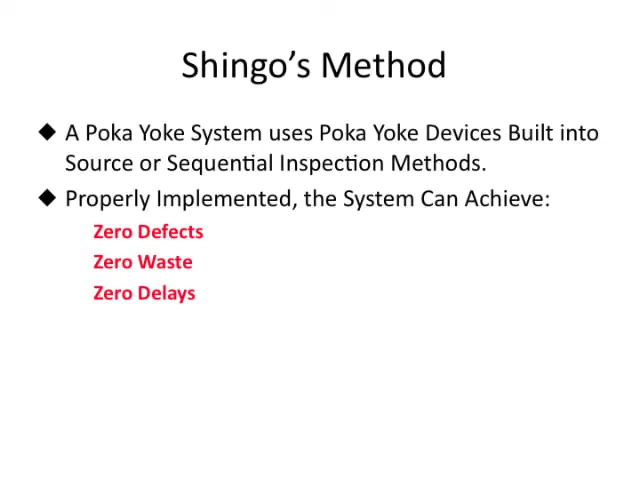 Shingo’s Method
◆ A Poka Yoke System uses Poka Yoke Devices Built into
Source or Sequential Inspection Methods.
◆ Properly Implemented, the System Can Achieve:
Zero Defects
Zero Waste
Zero Delays